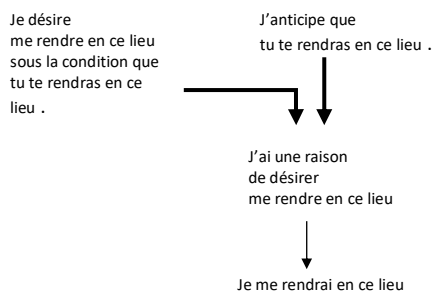 Je désire
me rendre en ce lieu
sous la condition que
tu te rendras en ce
lieu .
J’anticipe que
tu te rendras en ce lieu .
J’ai une raison
de désirer
me rendre en ce lieu
Je me rendrai en ce lieu